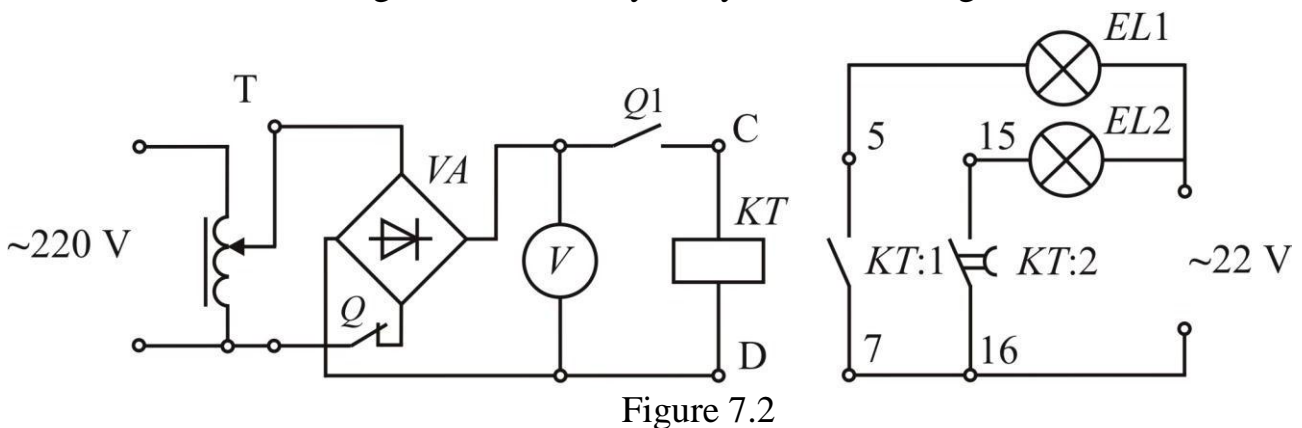 T
~220 V
VA
Q
V
Q1
C
KT
D
EL1
EL2
5
15
KT:1
KT:2
~22 V
7
16
Figure 7.2